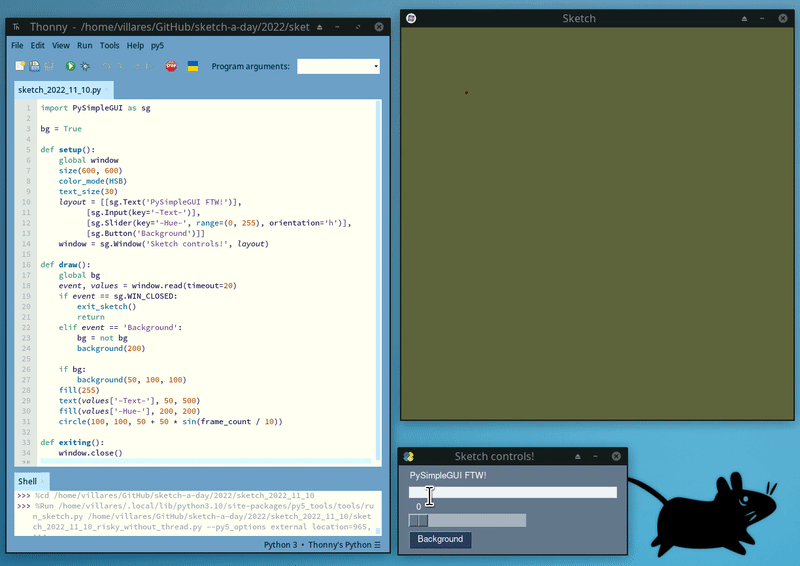 Th Thonny - /home/villares/GitHub/sketch-a-day/2022/sket
File Edit View Run Tools Help py5
STOP Program arguments:
sketch_2022_11_10.py
1 import PySimpleGUI as sg
2
3 bg = True
4
5 def setup():
6 global window
7 size(600, 600)
8 color_mode(HSB)
9 text_size(30)
10 layout = [[sg.Text('PySimpleGUI FTW!')],
11 [sg.Input(key='-Text-')],
12 [sg.Slider(key='-Hue-', range=(0, 255), orientation='h')],
13 [sg.Button('Background')]]
14 window = sg.Window('Sketch controls!', layout)
15
16 def draw():
17 global bg
18 event, values = window.read(timeout=20)
19 if event == sg.WIN_CLOSED:
20 exit_sketch()
21 return
22 elif event == 'Background':
23 bg = not bg
24 background(200)
25
26 if bg:
27 background(50, 100, 100)
28 fill(255)
29 text(values['-Text-'], 50, 500)
30 fill(values['-Hue-'], 200, 200)
31 circle(100, 100, 50 + 50 * sin(frame_count / 10))
32
33 def exiting():
34 window.close()
Shell
>>> %cd /home/villares/GitHub/sketch-a-day/2022/sketch_2022_11_10
>>> %Run /home/villares/.local/lib/python3.10/site-packages/py5_tools/tools/ru
n_sketch.py /home/villares/GitHub/sketch-a-day/2022/sketch_2022_11_10/sket
ch_2022_11_10_risky_without_thread.py --py5_options external location=965,
Python 3 • Thonny's Python ☰
Sketch
Sketch controls!
PySimpleGUI FTW!
0
Background